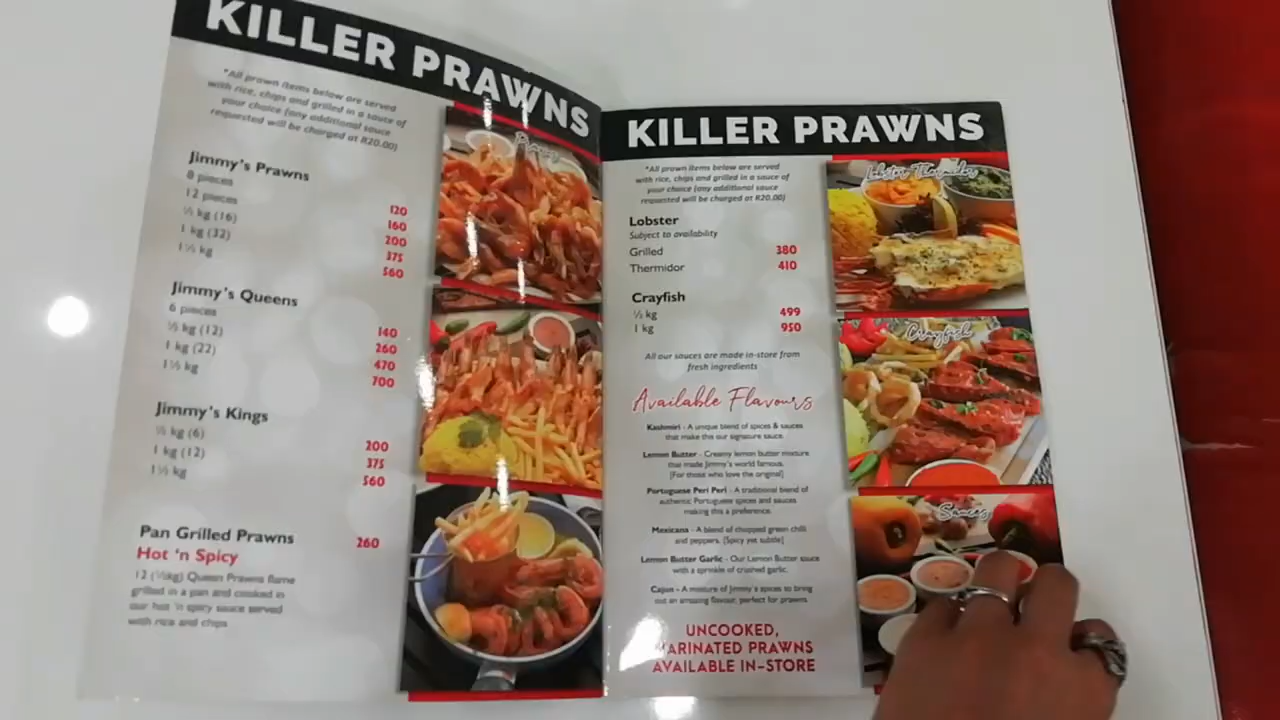 KILLER PRAWNS
*All prawn items below are served
with rice, chips and grilled in a sauce of
your choice (any additional sauce
requested will be charged at R20.00)
Jimmy's Prawns
8 pieces 120
12 pieces 160
½ kg (16) 200
1 kg (32) 375
1½ kg 560
Jimmy's Queens
6 pieces 140
½ kg (12) 260
1 kg (22) 470
1½ kg 700
Jimmy's Kings
½ kg (6) 200
1 kg (12) 375
1½ kg 560
Pan Grilled Prawns 260
Hot 'n Spicy
12 (½kg) Queen Prawns flame
grilled in a pan and cooked in
our hot 'n spicy sauce served
with rice and chips
KILLER PRAWNS
*All prawn items below are served
with rice, chips and grilled in a sauce of
your choice (any additional sauce
requested will be charged at R20.00)
Lobster
Subject to availability
Grilled 380
Thermidor 410
Crayfish
½ kg 499
1 kg 950
All our sauces are made in-store from
fresh ingredients
Available Flavours
Kashmiri - A unique blend of spices & sauces
that make this our signature sauce.
Lemon Butter - Creamy lemon butter mixture
that made Jimmy's world famous.
[For those who love the original]
Portuguese Peri Peri - A traditional blend of
authentic Portuguese spices and sauces
making this a preference.
Mexicana - A blend of chopped green chilli
and peppers. [Spicy yet subtle]
Lemon Butter Garlic - Our Lemon Butter sauce
with a sprinkle of crushed garlic.
Cajun - A mixture of Jimmy's spices to bring
out an amazing flavour, perfect for prawns.
UNCOOKED,
MARINATED PRAWNS
AVAILABLE IN-STORE
Lobster Thermidor
Crayfish
Sauces